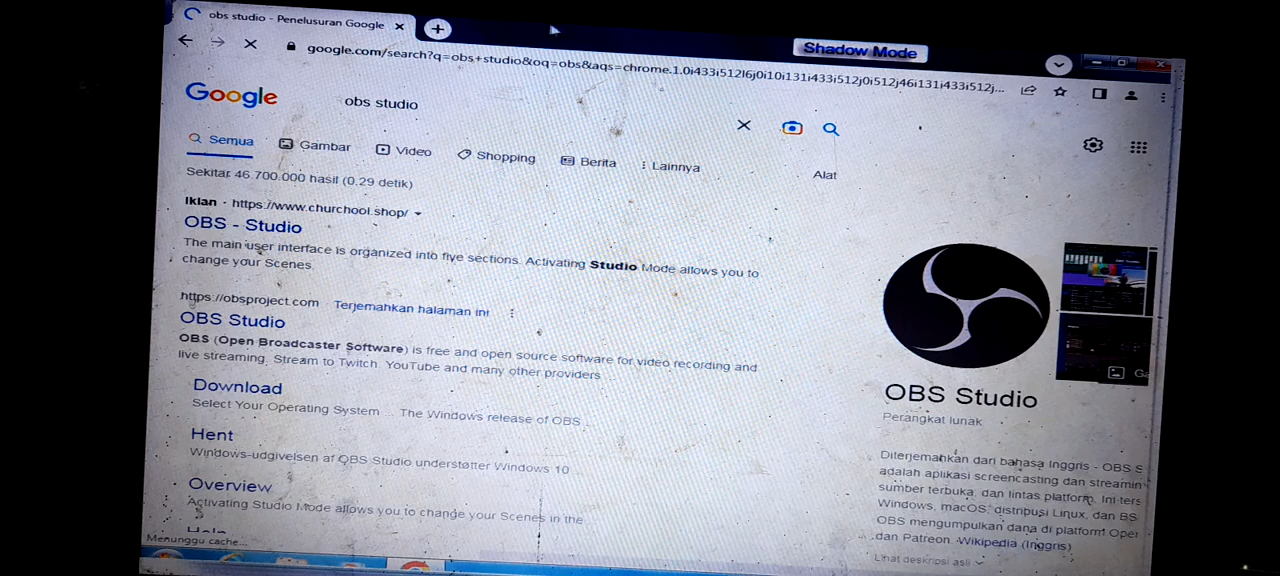 obs studio - Penelusuran Google
Shadow Mode
google.com/search?q=obs+studio&oq=obs&aqs=chrome.1.0i433i512l6j0i10i131i433i512j0i512j46i131i433i512j...
Google
obs studio
Semua Gambar Video Shopping Berita Lainnya
Alat
Sekitar 46.700.000 hasil (0.29 detik)
Iklan · https://www.churchool.shop/
OBS - Studio
The main user interface is organized into five sections. Activating Studio Mode allows you to
change your Scenes.
https://obsproject.com · Terjemahkan halaman ini
OBS Studio
OBS (Open Broadcaster Software) is free and open source software for video recording and
live streaming. Stream to Twitch, YouTube and many other providers ...
Download
Select Your Operating System ... The Windows release of OBS ...
Hent
Windows-udgivelsen af OBS Studio understøtter Windows 10 ...
Overview
Activating Studio Mode allows you to change your Scenes in the
Menunggu cache...
OBS Studio
Perangkat lunak
Diterjemahkan dari bahasa Inggris - OBS S
adalah aplikasi screencasting dan streamin
sumber terbuka, dan lintas platform. Ini ters
Windows, macOS, distribusi Linux, dan BS
OBS mengumpulkan dana di platform Oper
dan Patreon. Wikipedia (Inggris)
Lihat deskripsi asli